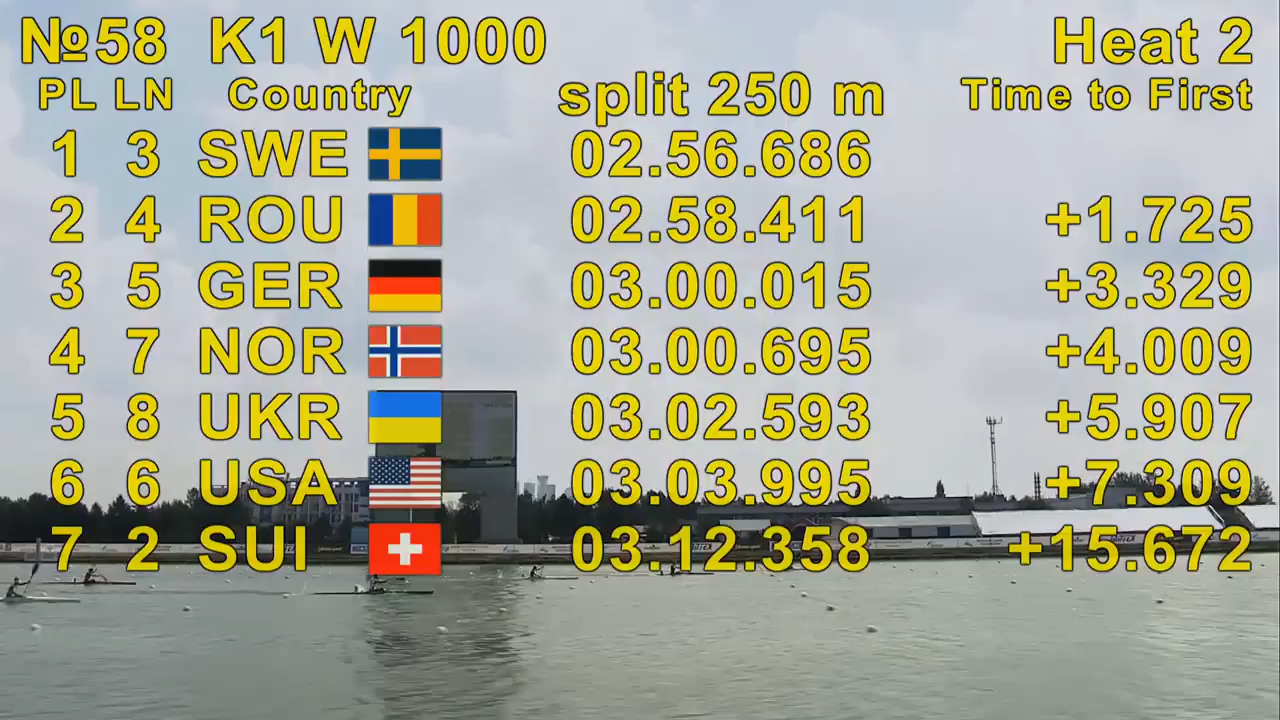 №58 K1 W 1000 Heat 2
PL LN Country split 250 m Time to First
1 3 SWE 02.56.686
2 4 ROU 02.58.411 +1.725
3 5 GER 03.00.015 +3.329
4 7 NOR 03.00.695 +4.009
5 8 UKR 03.02.593 +5.907
6 6 USA 03.03.995 +7.309
7 2 SUI 03.12.358 +15.672